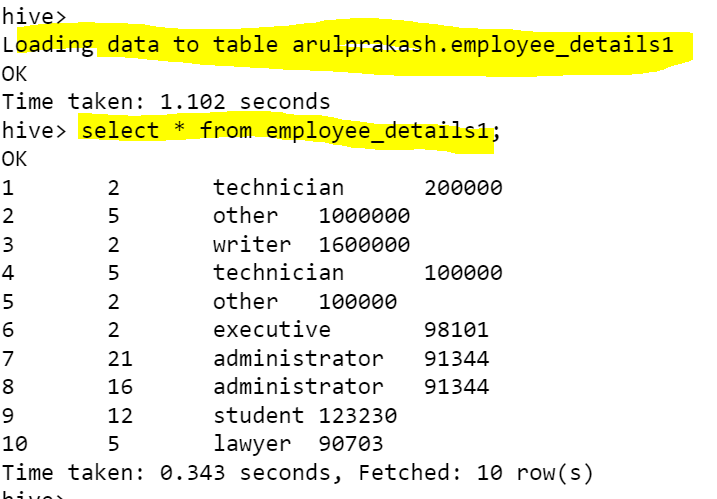 hive>
Loading data to table arulprakash.employee_details1
OK
Time taken: 1.102 seconds
hive> select * from employee_details1;
OK
1 2 technician 200000
2 5 other 1000000
3 2 writer 1600000
4 5 technician 100000
5 2 other 100000
6 2 executive 98101
7 21 administrator 91344
8 16 administrator 91344
9 12 student 123230
10 5 lawyer 90703
Time taken: 0.343 seconds, Fetched: 10 row(s)
hive>